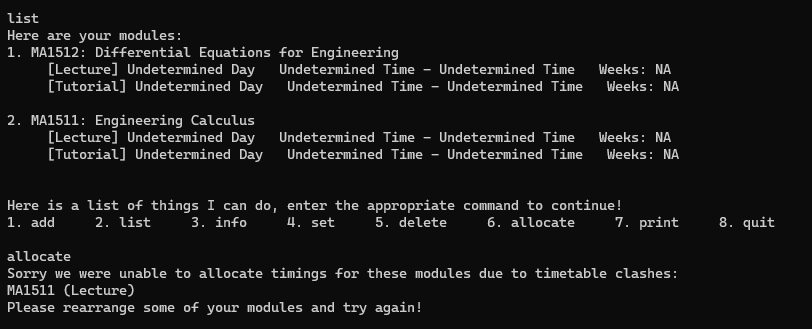 list
Here are your modules:
1. MA1512: Differential Equations for Engineering
[Lecture] Undetermined Day   Undetermined Time - Undetermined Time   Weeks: NA
[Tutorial] Undetermined Day   Undetermined Time - Undetermined Time   Weeks: NA
2. MA1511: Engineering Calculus
[Lecture] Undetermined Day   Undetermined Time - Undetermined Time   Weeks: NA
[Tutorial] Undetermined Day   Undetermined Time - Undetermined Time   Weeks: NA
Here is a list of things I can do, enter the appropriate command to continue!
1. add     2. list     3. info     4. set     5. delete     6. allocate     7. print     8. quit
allocate
Sorry we were unable to allocate timings for these modules due to timetable clashes:
MA1511 (Lecture)
Please rearrange some of your modules and try again!